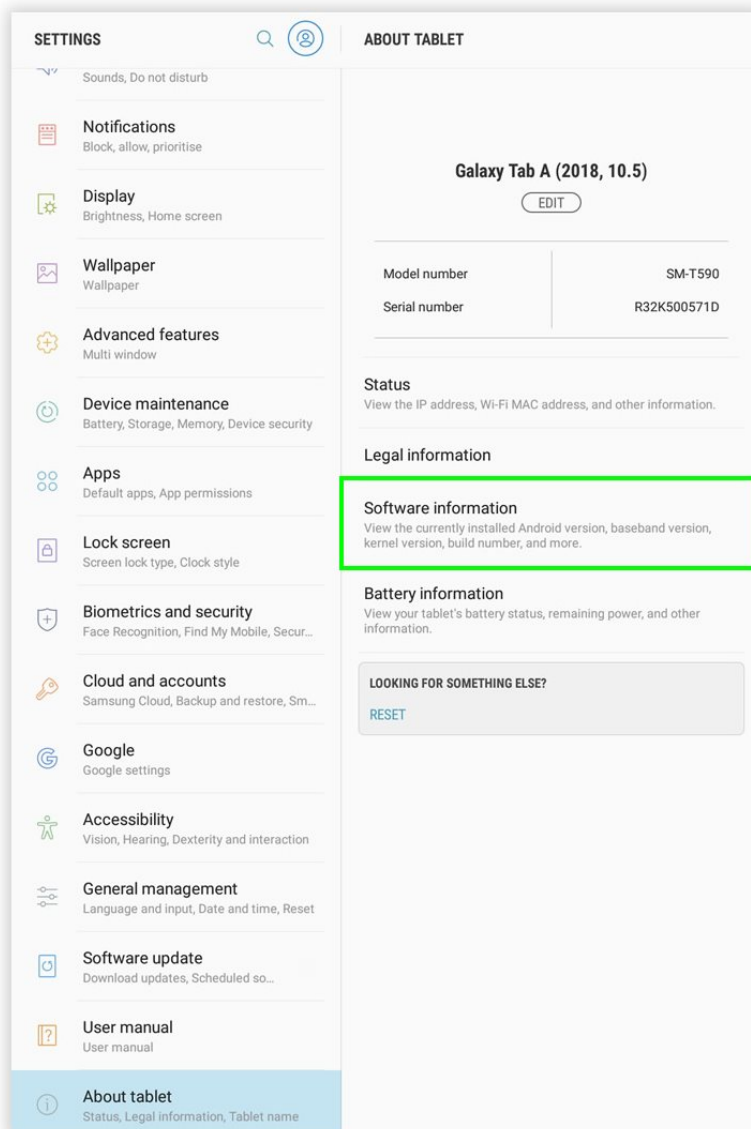 SETTINGS
Sounds, Do not disturb
Notifications
Block, allow, prioritise
Display
Brightness, Home screen
Wallpaper
Wallpaper
Advanced features
Multi window
Device maintenance
Battery, Storage, Memory, Device security
Apps
Default apps, App permissions
Lock screen
Screen lock type, Clock style
Biometrics and security
Face Recognition, Find My Mobile, Secur...
Cloud and accounts
Samsung Cloud, Backup and restore, Sm...
Google
Google settings
Accessibility
Vision, Hearing, Dexterity and interaction
General management
Language and input, Date and time, Reset
Software update
Download updates, Scheduled so...
User manual
User manual
About tablet
Status, Legal information, Tablet name
ABOUT TABLET
Galaxy Tab A (2018, 10.5)
EDIT
Model number SM-T590
Serial number R32K500571D
Status
View the IP address, Wi-Fi MAC address, and other information.
Legal information
Software information
View the currently installed Android version, baseband version,
kernel version, build number, and more.
Battery information
View your tablet's battery status, remaining power, and other
information.
LOOKING FOR SOMETHING ELSE?
RESET